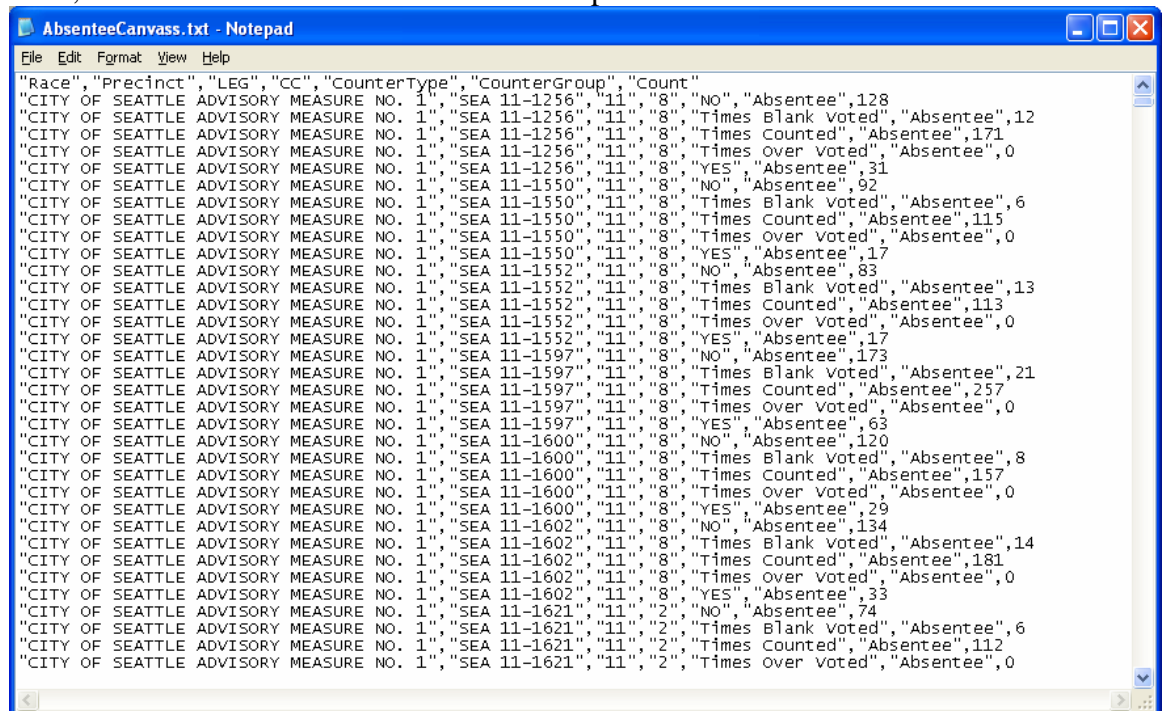 AbsenteeCanvass.txt - Notepad
File Edit Format View Help
"Race","Precinct","LEG","CC","CounterType","CounterGroup","Count"
"CITY OF SEATTLE ADVISORY MEASURE NO. 1","SEA 11-1256","11","8","NO","Absentee",128
"CITY OF SEATTLE ADVISORY MEASURE NO. 1","SEA 11-1256","11","8","Times Blank Voted","Absentee",12
"CITY OF SEATTLE ADVISORY MEASURE NO. 1","SEA 11-1256","11","8","Times Counted","Absentee",171
"CITY OF SEATTLE ADVISORY MEASURE NO. 1","SEA 11-1256","11","8","Times Over Voted","Absentee",0
"CITY OF SEATTLE ADVISORY MEASURE NO. 1","SEA 11-1256","11","8","YES","Absentee",31
"CITY OF SEATTLE ADVISORY MEASURE NO. 1","SEA 11-1550","11","8","NO","Absentee",92
"CITY OF SEATTLE ADVISORY MEASURE NO. 1","SEA 11-1550","11","8","Times Blank Voted","Absentee",6
"CITY OF SEATTLE ADVISORY MEASURE NO. 1","SEA 11-1550","11","8","Times Counted","Absentee",115
"CITY OF SEATTLE ADVISORY MEASURE NO. 1","SEA 11-1550","11","8","Times Over Voted","Absentee",0
"CITY OF SEATTLE ADVISORY MEASURE NO. 1","SEA 11-1550","11","8","YES","Absentee",17
"CITY OF SEATTLE ADVISORY MEASURE NO. 1","SEA 11-1552","11","8","NO","Absentee",83
"CITY OF SEATTLE ADVISORY MEASURE NO. 1","SEA 11-1552","11","8","Times Blank Voted","Absentee",13
"CITY OF SEATTLE ADVISORY MEASURE NO. 1","SEA 11-1552","11","8","Times Counted","Absentee",113
"CITY OF SEATTLE ADVISORY MEASURE NO. 1","SEA 11-1552","11","8","Times Over Voted","Absentee",0
"CITY OF SEATTLE ADVISORY MEASURE NO. 1","SEA 11-1552","11","8","YES","Absentee",17
"CITY OF SEATTLE ADVISORY MEASURE NO. 1","SEA 11-1597","11","8","NO","Absentee",173
"CITY OF SEATTLE ADVISORY MEASURE NO. 1","SEA 11-1597","11","8","Times Blank Voted","Absentee",21
"CITY OF SEATTLE ADVISORY MEASURE NO. 1","SEA 11-1597","11","8","Times Counted","Absentee",257
"CITY OF SEATTLE ADVISORY MEASURE NO. 1","SEA 11-1597","11","8","Times Over Voted","Absentee",0
"CITY OF SEATTLE ADVISORY MEASURE NO. 1","SEA 11-1597","11","8","YES","Absentee",63
"CITY OF SEATTLE ADVISORY MEASURE NO. 1","SEA 11-1600","11","8","NO","Absentee",120
"CITY OF SEATTLE ADVISORY MEASURE NO. 1","SEA 11-1600","11","8","Times Blank Voted","Absentee",8
"CITY OF SEATTLE ADVISORY MEASURE NO. 1","SEA 11-1600","11","8","Times Counted","Absentee",157
"CITY OF SEATTLE ADVISORY MEASURE NO. 1","SEA 11-1600","11","8","Times Over Voted","Absentee",0
"CITY OF SEATTLE ADVISORY MEASURE NO. 1","SEA 11-1600","11","8","YES","Absentee",29
"CITY OF SEATTLE ADVISORY MEASURE NO. 1","SEA 11-1602","11","8","NO","Absentee",134
"CITY OF SEATTLE ADVISORY MEASURE NO. 1","SEA 11-1602","11","8","Times Blank Voted","Absentee",14
"CITY OF SEATTLE ADVISORY MEASURE NO. 1","SEA 11-1602","11","8","Times Counted","Absentee",181
"CITY OF SEATTLE ADVISORY MEASURE NO. 1","SEA 11-1602","11","8","Times Over Voted","Absentee",0
"CITY OF SEATTLE ADVISORY MEASURE NO. 1","SEA 11-1602","11","8","YES","Absentee",33
"CITY OF SEATTLE ADVISORY MEASURE NO. 1","SEA 11-1621","11","2","NO","Absentee",74
"CITY OF SEATTLE ADVISORY MEASURE NO. 1","SEA 11-1621","11","2","Times Blank Voted","Absentee",6
"CITY OF SEATTLE ADVISORY MEASURE NO. 1","SEA 11-1621","11","2","Times Counted","Absentee",112
"CITY OF SEATTLE ADVISORY MEASURE NO. 1","SEA 11-1621","11","2","Times Over Voted","Absentee",0